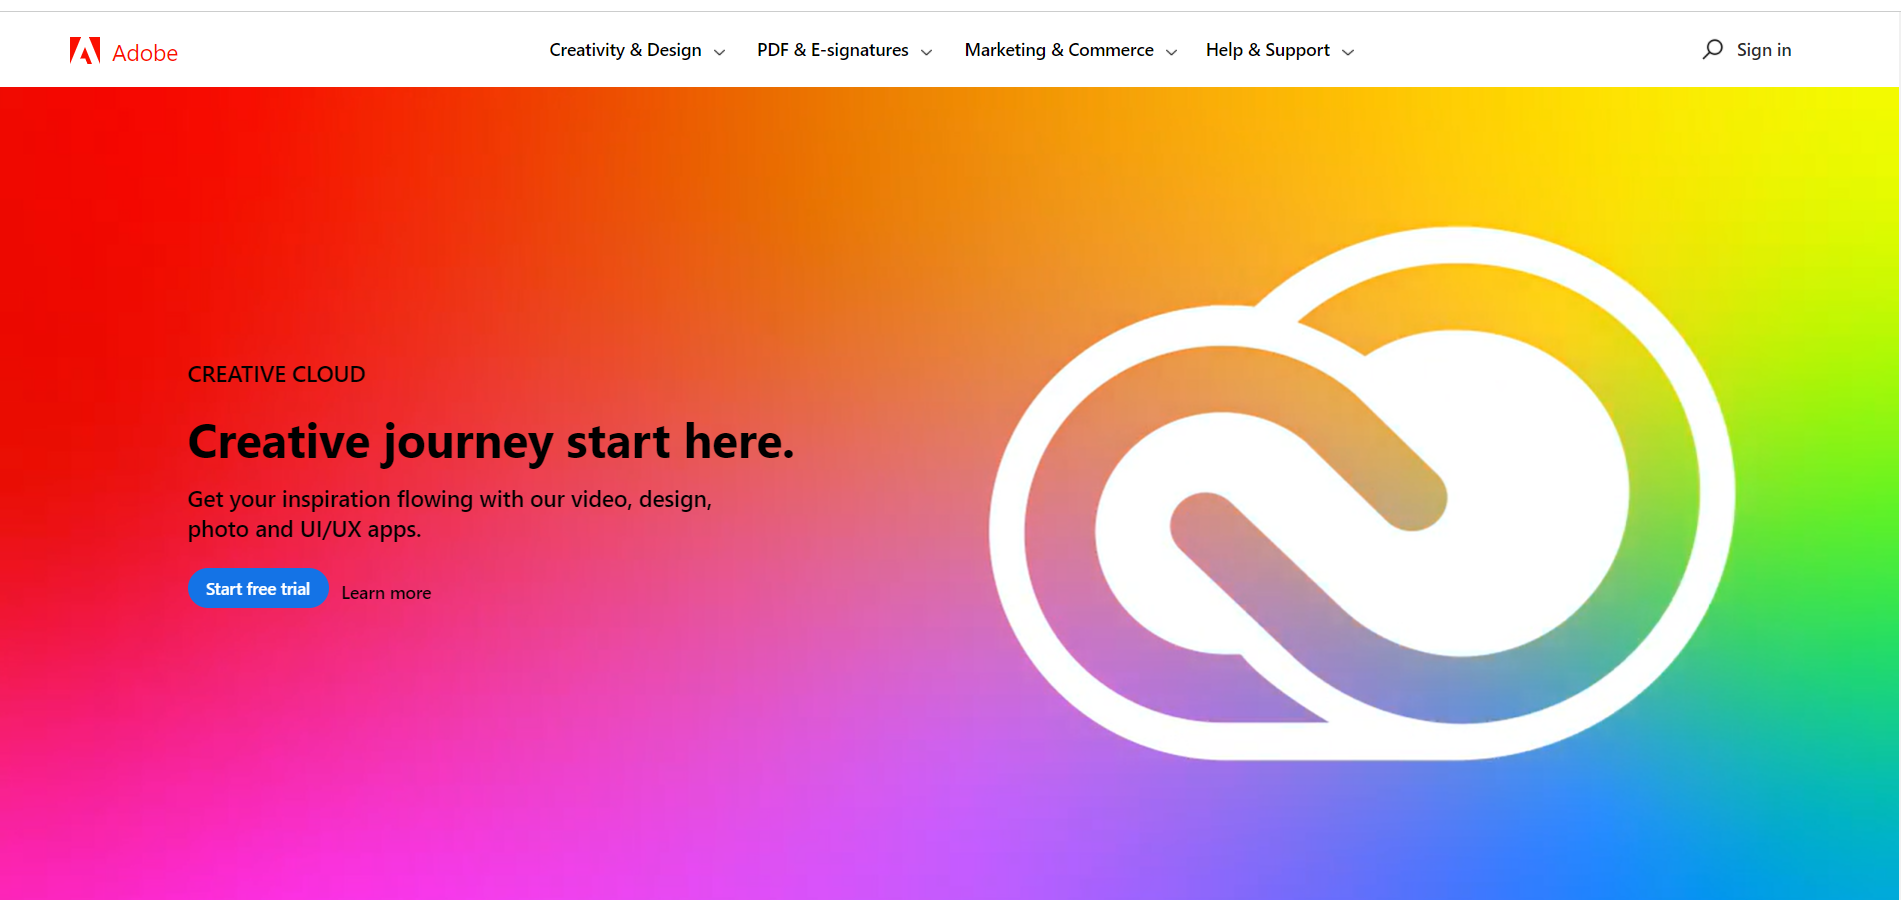 Adobe
Creativity & Design
PDF & E-signatures
Marketing & Commerce
Help & Support
Sign in
CREATIVE CLOUD
Creative journey start here.
Get your inspiration flowing with our video, design,
photo and UI/UX apps.
Start free trial
Learn more